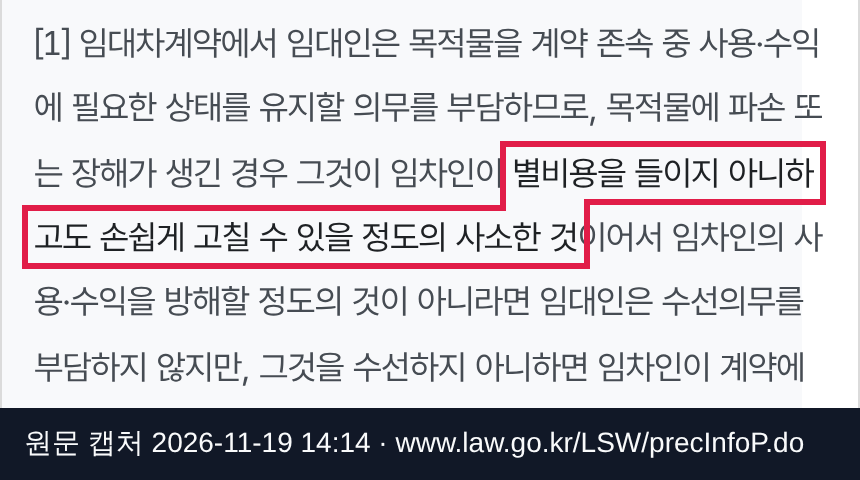 [1] 임대차계약에서 임대인은 목적물을 계약 존속 중 사용·수익
에 필요한 상태를 유지할 의무를 부담하므로, 목적물에 파손 또
는 장해가 생긴 경우 그것이 임차인이 별비용을 들이지 아니하
고도 손쉽게 고칠 수 있을 정도의 사소한 것이어서 임차인의 사
용·수익을 방해할 정도의 것이 아니라면 임대인은 수선의무를
부담하지 않지만, 그것을 수선하지 아니하면 임차인이 계약에
원문 캡처 2026-11-19 14:14 · www.law.go.kr/LSW/precInfoP.do